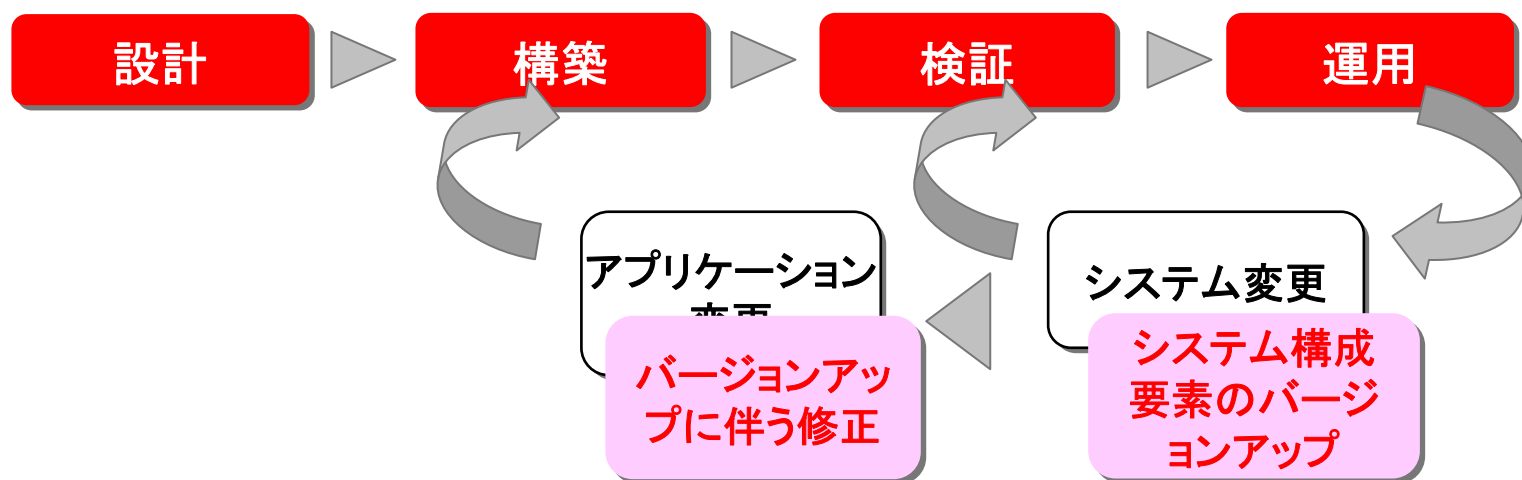 設計
構築
検証
運用
アプリケーション
変更
システム変更
バージョンアッ
プに伴う修正
システム構成
要素のバージ
ョンアップ